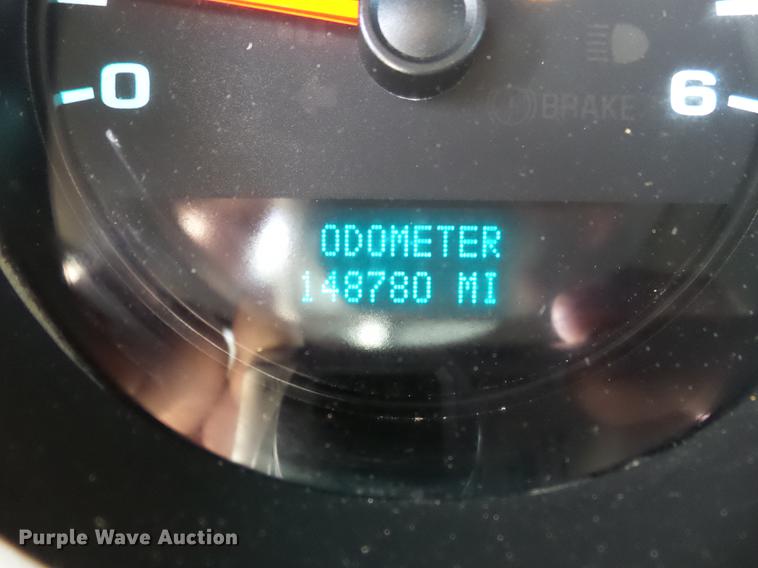 0
6
BRAKE
ODOMETER
148780 MI
Purple Wave Auction